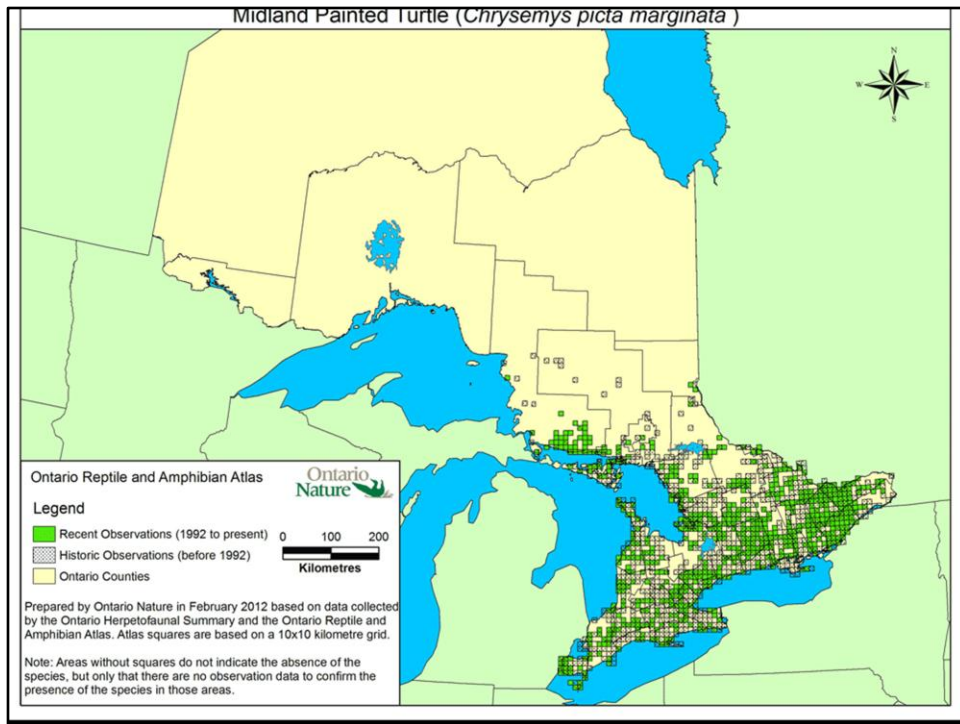 Midland Painted Turtle (Chrysemys picta marginata )
N
W E
S
Ontario Reptile and Amphibian Atlas
Ontario
Nature
Legend
Recent Observations (1992 to present)
Historic Observations (before 1992)
Ontario Counties
0 100 200
Kilometres
Prepared by Ontario Nature in February 2012 based on data collected
by the Ontario Herpetofaunal Summary and the Ontario Reptile and
Amphibian Atlas. Atlas squares are based on a 10x10 kilometre grid.
Note: Areas without squares do not indicate the absence of the
species, but only that there are no observation data to confirm the
presence of the species in those areas.